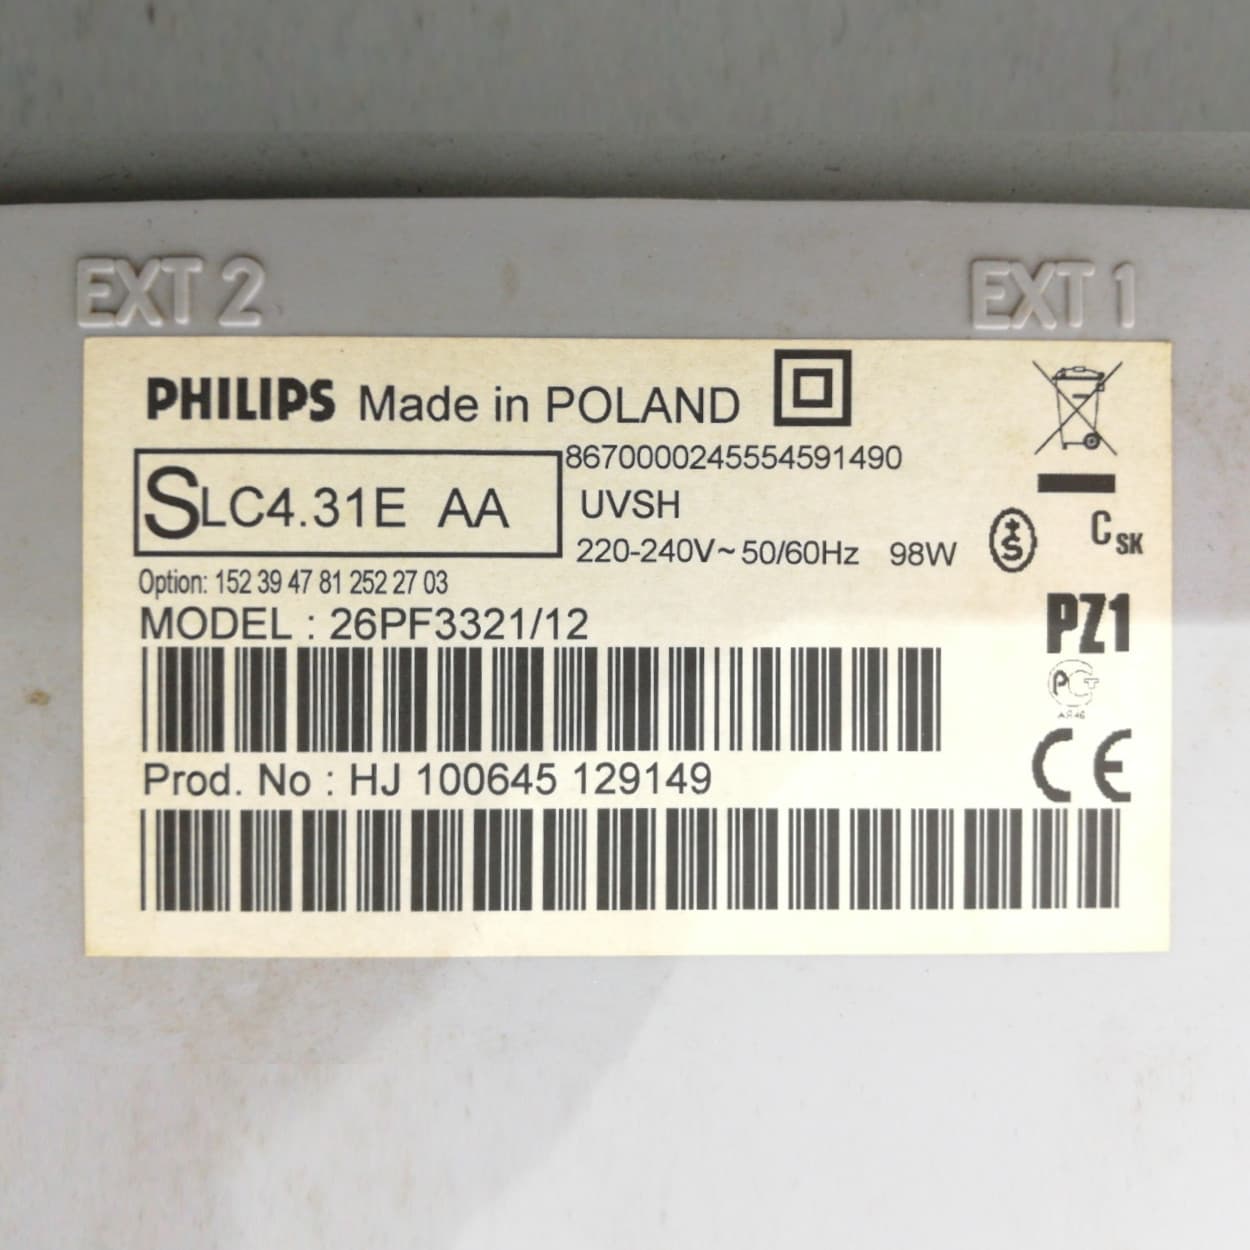 EXT 2
EXT 1
PHILIPS Made in POLAND
8670000245554591490
SLC4.31E AA
UVSH
220-240V~50/60Hz 98W
S
C SK
Option: 152 39 47 81 252 27 03
MODEL : 26PF3321/12
PZ1
Prod. No : HJ 100645 129149
CE